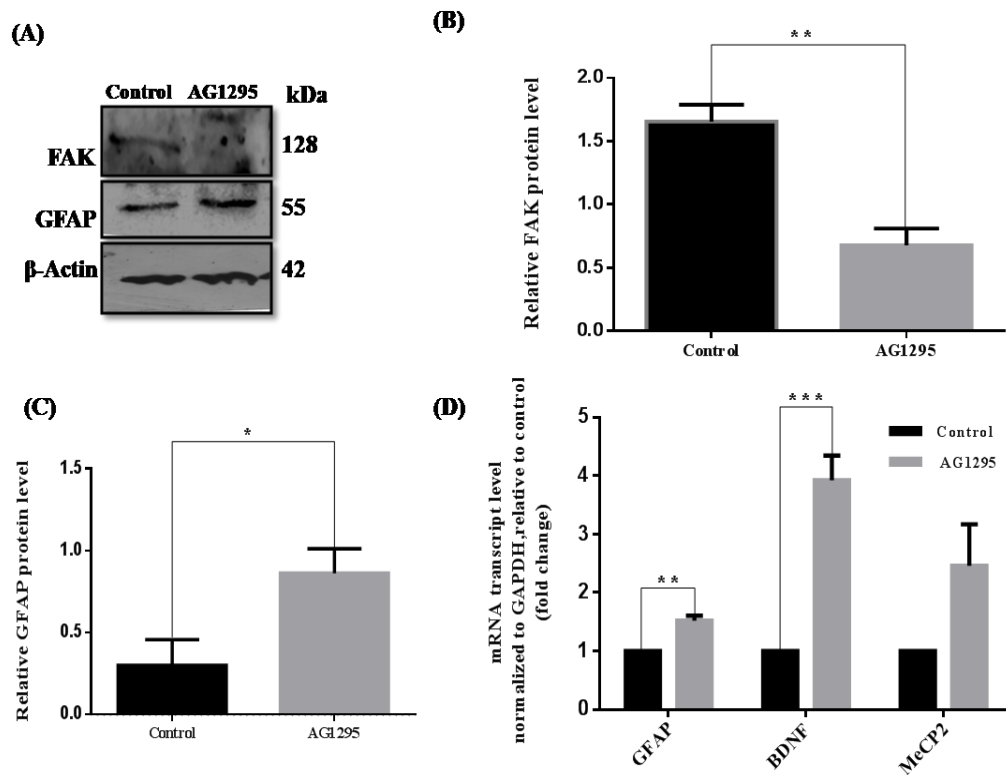 (A)
Control AG1295 kDa
FAK 128
GFAP 55
β-Actin 42
(B)
**
Relative FAK protein level
2.0
1.5
1.0
0.5
0.0
Control AG1295
(C)
*
Relative GFAP protein level
1.5
1.0
0.5
0.0
Control AG1295
(D)
mRNA transcript level
normalized to GAPDH,relative to control
(fold change)
5
4
3
2
1
0
**
***
Control
AG1295
GFAP BDNF MeCP2